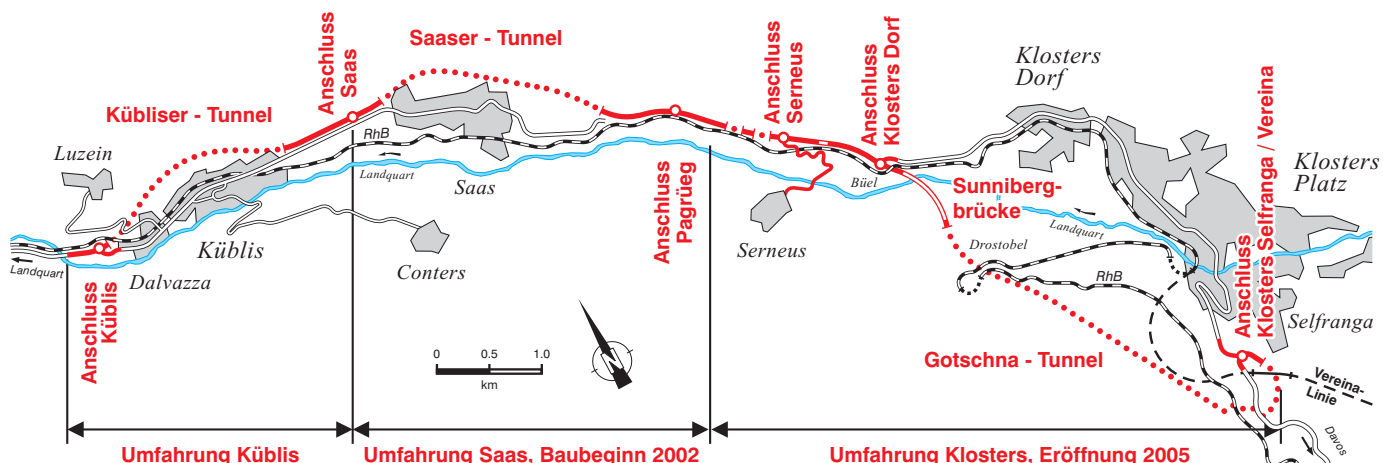 Saaser - Tunnel
Anschluss
Saas
Kübliser - Tunnel
Luzein
RhB
Landquart
Saas
Küblis
Dalvazza
Conters
Landquart
Anschluss
Küblis
Anschluss
Pagrüeg
Anschluss
Serneus
Anschluss
Klosters Dorf
Klosters
Dorf
Klosters
Platz
Büel
Sunniberg-
brücke
Serneus
Landquart
Drostobel
RhB
Anschluss
Klosters Selfranga / Vereina
Selfranga
Gotschna - Tunnel
Vereina-
Linie
Davos
0 0.5 1.0
km
Umfahrung Küblis
Umfahrung Saas, Baubeginn 2002
Umfahrung Klosters, Eröffnung 2005